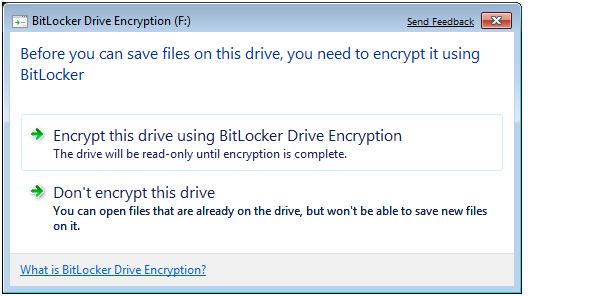 BitLocker Drive Encryption (F:)
Send Feedback
Before you can save files on this drive, you need to encrypt it using
BitLocker
Encrypt this drive using BitLocker Drive Encryption
The drive will be read-only until encryption is complete.
Don't encrypt this drive
You can open files that are already on the drive, but won't be able to save new files
on it.
What is BitLocker Drive Encryption?